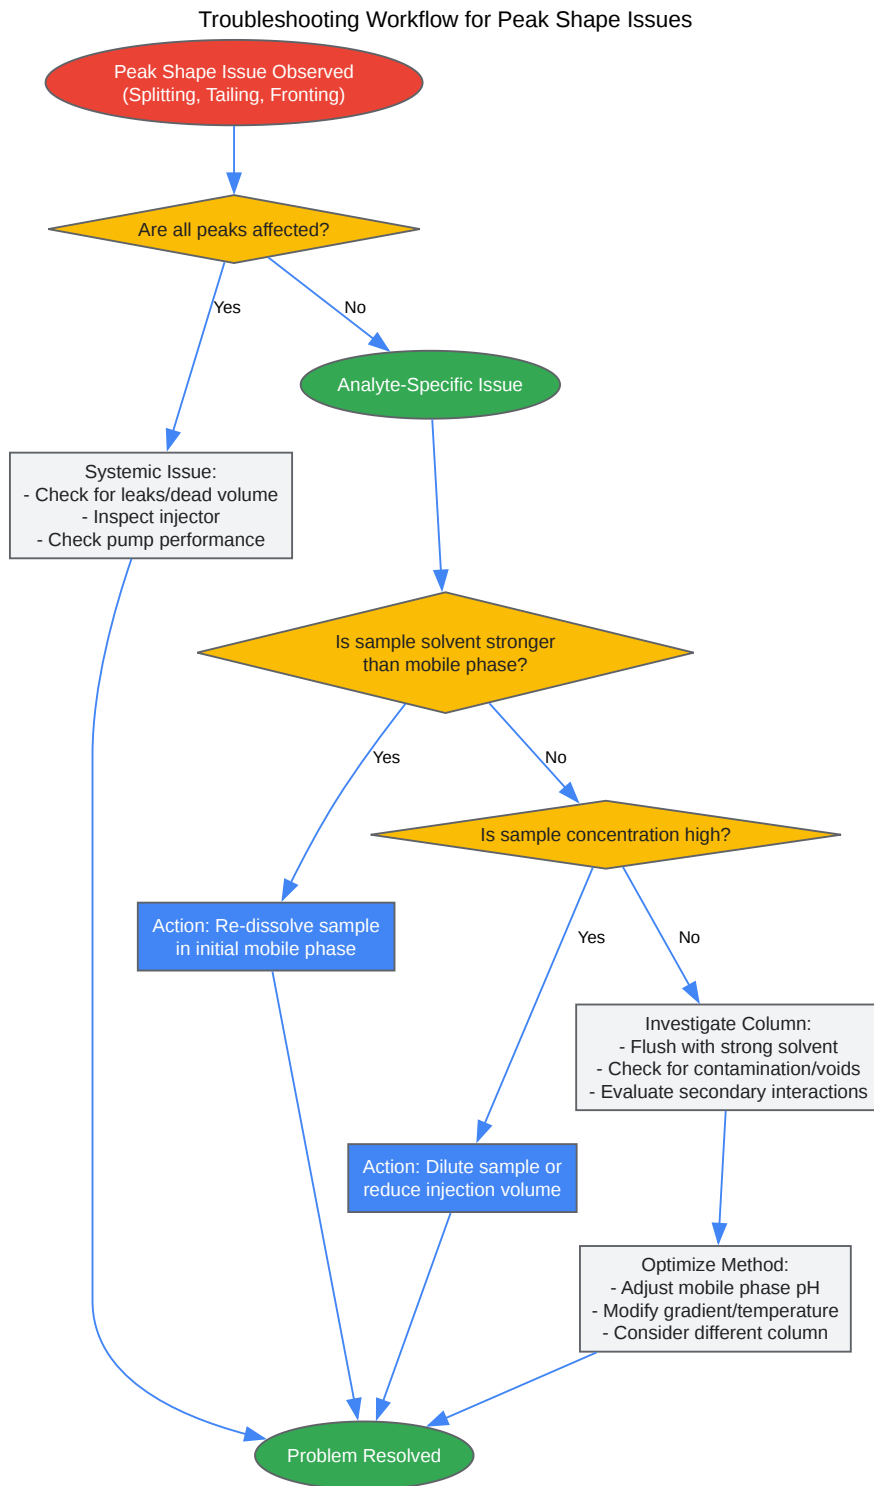 Troubleshooting Workflow for Peak Shape Issues
Peak Shape Issue Observed
(Splitting, Tailing, Fronting)
Are all peaks affected?
Yes
No
Analyte-Specific Issue
Systemic Issue:
- Check for leaks/dead volume
- Inspect injector
- Check pump performance
Is sample solvent stronger
than mobile phase?
Yes
No
Is sample concentration high?
Action: Re-dissolve sample
in initial mobile phase
Yes
No
Investigate Column:
- Flush with strong solvent
- Check for contamination/voids
- Evaluate secondary interactions
Action: Dilute sample or
reduce injection volume
Optimize Method:
- Adjust mobile phase pH
- Modify gradient/temperature
- Consider different column
Problem Resolved